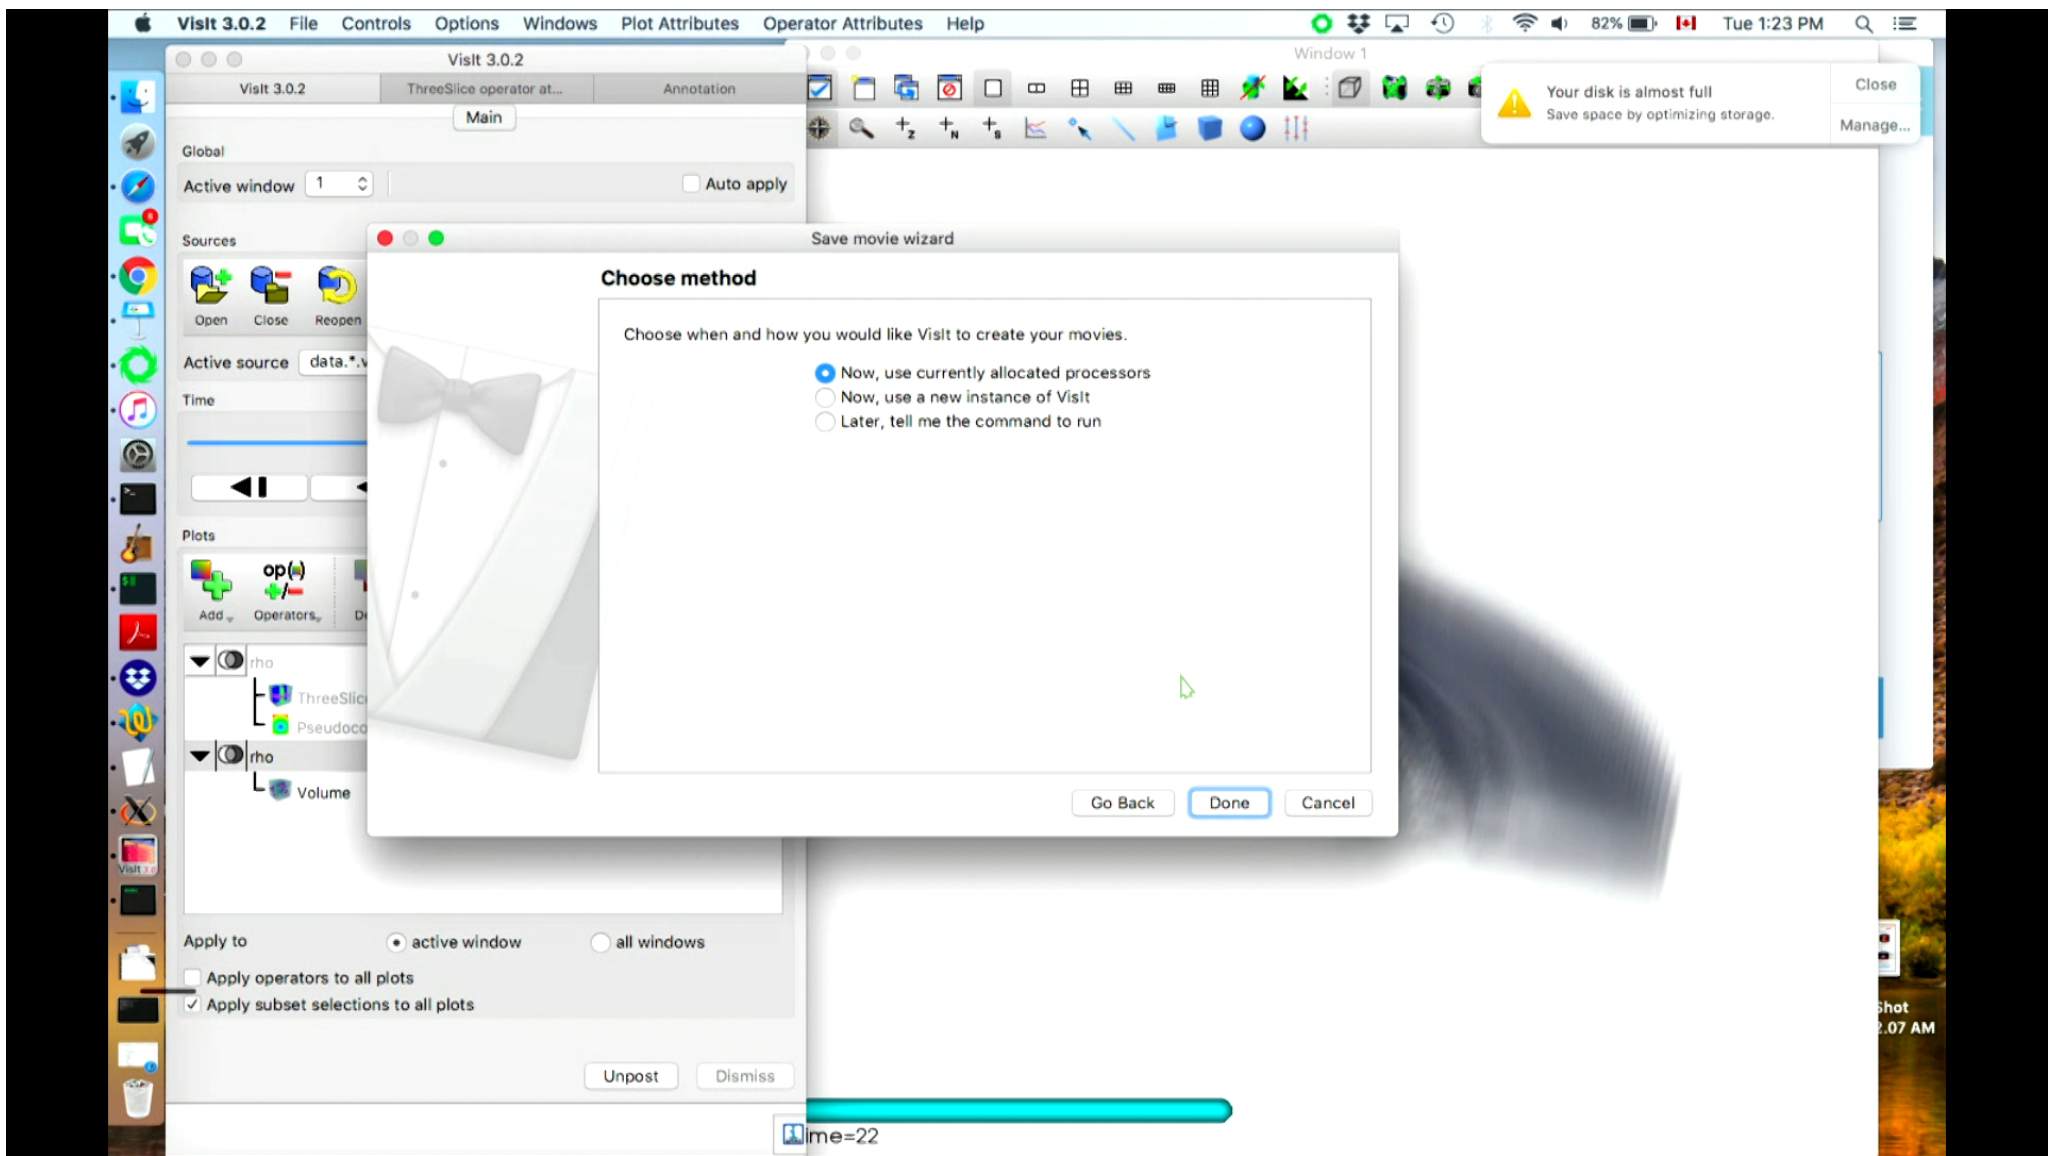 VisIt 3.0.2 File Controls Options Windows Plot Attributes Operator Attributes Help 82% Tue 1:23 PM
VisIt 3.0.2
Window 1
VisIt 3.0.2 ThreeSlice operator at... Annotation
Main
Your disk is almost full
Save space by optimizing storage.
Close
Manage...
Global
Active window 1 Auto apply
Sources
Open Close Reopen
Active source data.*.v
Time
Plots
op()
Add Operators
rho
ThreeSlic
Pseudoco
rho
Volume
Save movie wizard
Choose method
Choose when and how you would like VisIt to create your movies.
Now, use currently allocated processors
Now, use a new instance of VisIt
Later, tell me the command to run
Go Back Done Cancel
Apply to active window all windows
Apply operators to all plots
Apply subset selections to all plots
Unpost Dismiss
ime=22
Shot
2.07 AM